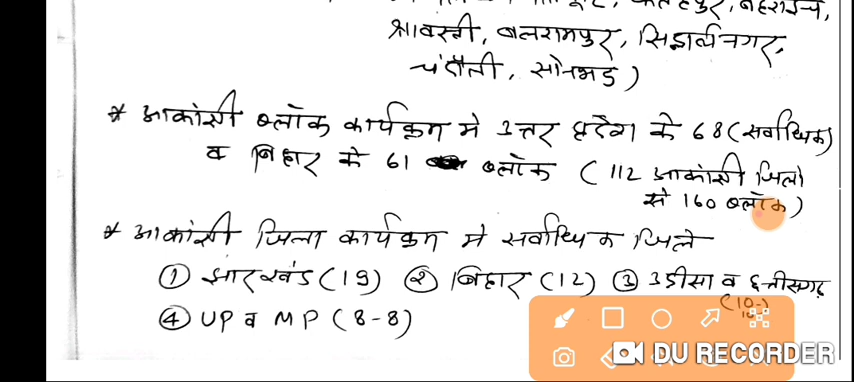 श्रावस्ती, बलरामपुर, सिद्धार्थनगर,
चंदौली, सोनभद्र)
* आकांक्षी ब्लॉक कार्यक्रम मे उत्तर प्रदेश के 68 (सर्वाधिक)
व बिहार के 61 ब्लॉक (112 आकांक्षी जिलों
से 160 ब्लॉक)
* आकांक्षी जिला कार्यक्रम मे सर्वाधिक जिले
① झारखंड (19) ② बिहार (12) ③ उडीसा व छत्तीसगढ़
(10-
④ UP व MP (8-8)
DU RECORDER